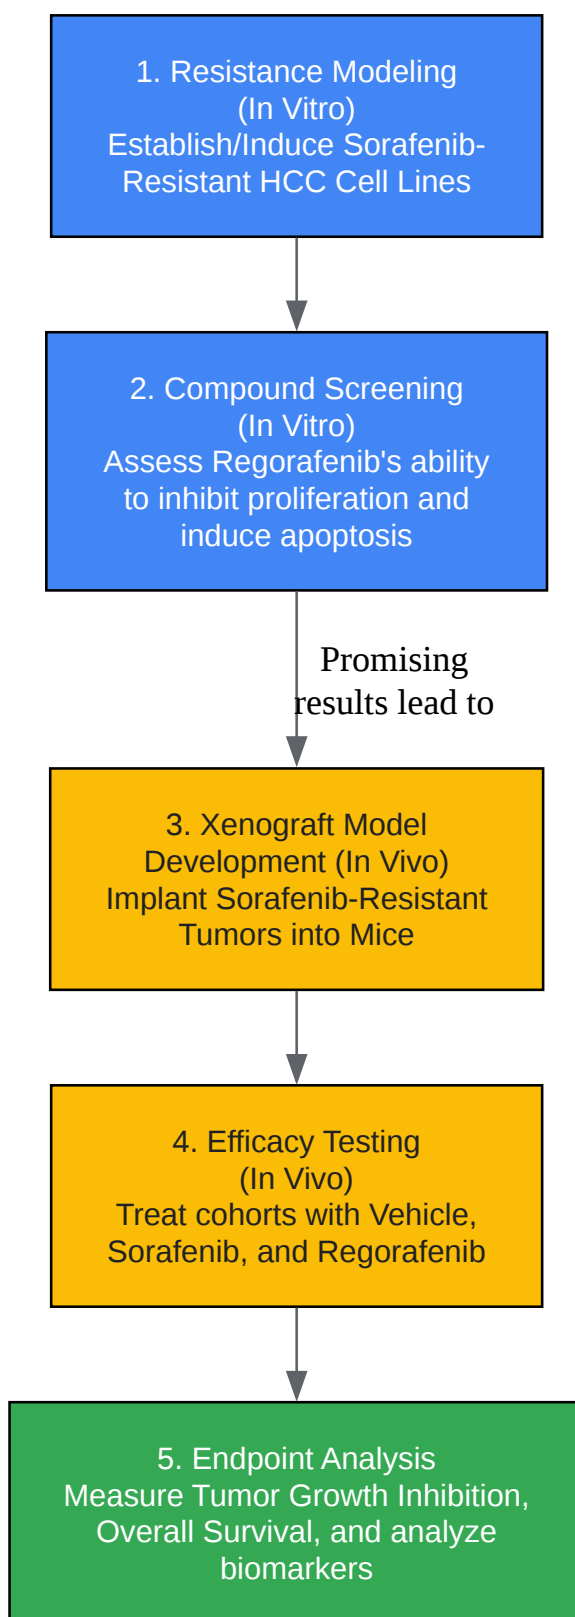 1. Resistance Modeling
(In Vitro)
Establish/Induce Sorafenib-
Resistant HCC Cell Lines
2. Compound Screening
(In Vitro)
Assess Regorafenib's ability
to inhibit proliferation and
induce apoptosis
Promising
results lead to
3. Xenograft Model
Development (In Vivo)
Implant Sorafenib-Resistant
Tumors into Mice
4. Efficacy Testing
(In Vivo)
Treat cohorts with Vehicle,
Sorafenib, and Regorafenib
5. Endpoint Analysis
Measure Tumor Growth Inhibition,
Overall Survival, and analyze
biomarkers